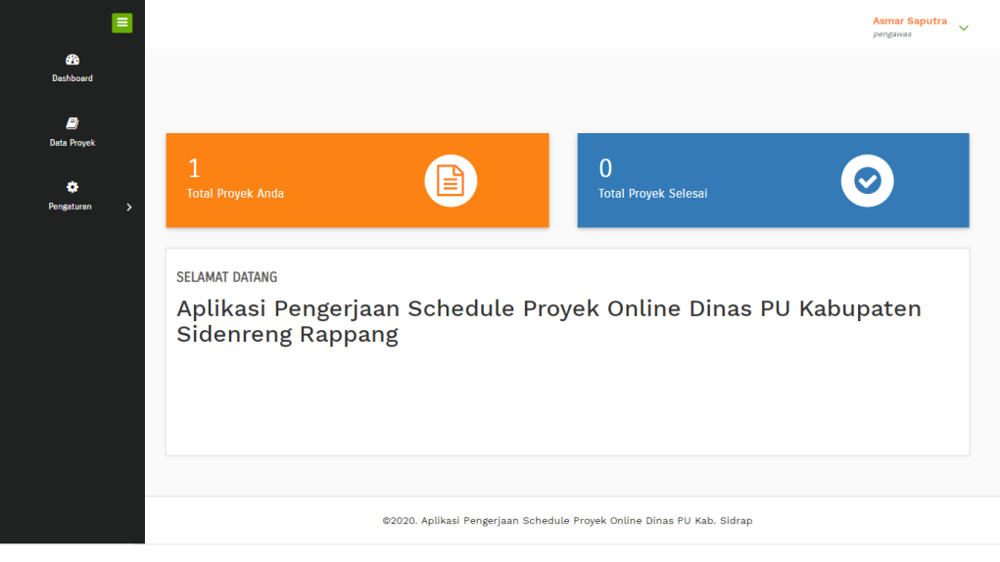 Asmar Saputra
pengawas
Dashboard
Data Proyek
Pengaturan
1
Total Proyek Anda
0
Total Proyek Selesai
SELAMAT DATANG
Aplikasi Pengerjaan Schedule Proyek Online Dinas PU Kabupaten
Sidenreng Rappang
©2020. Aplikasi Pengerjaan Schedule Proyek Online Dinas PU Kab. Sidrap